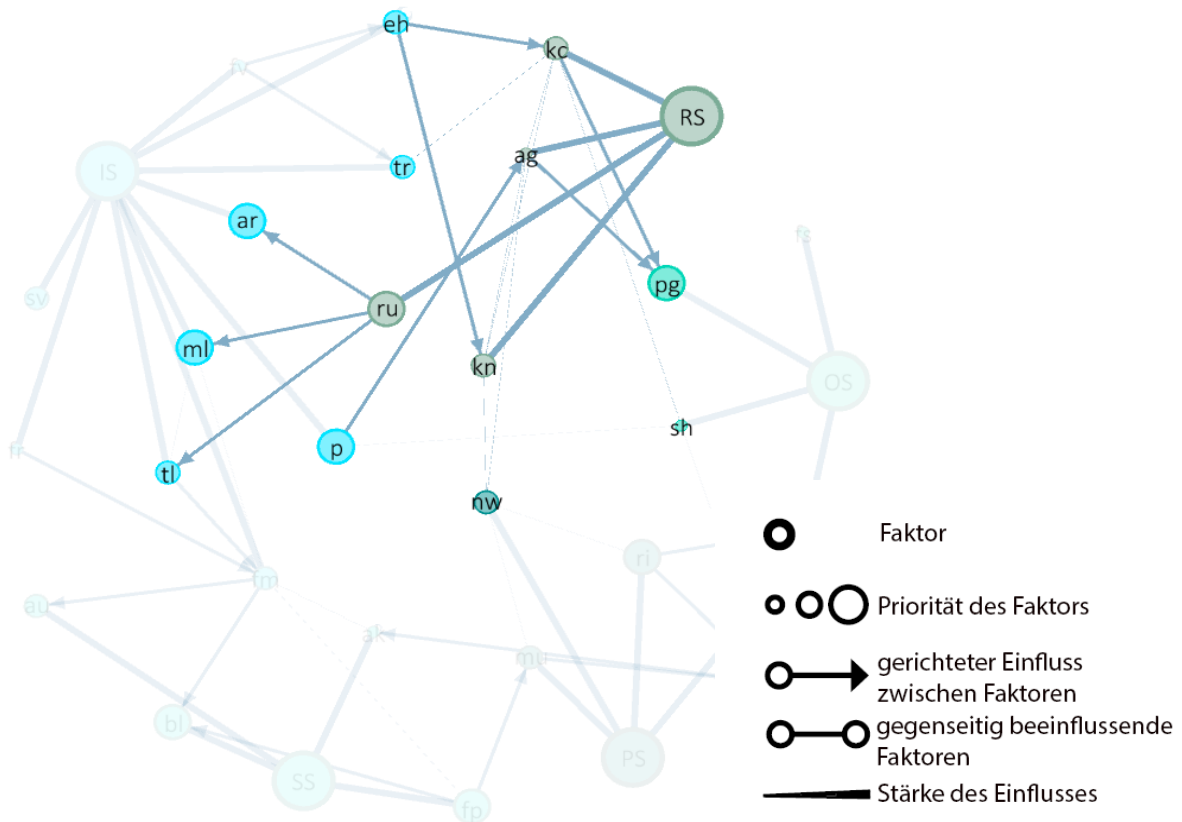 eh
kc
fv
RS
ag
IS
tr
ar
fs
pg
sv
ru
ml
kn
OS
sh
p
fr
tl
nw
Faktor
ri
fm
Priorität des Faktors
au
ak
mu
gerichteter Einfluss
zwischen Faktoren
bl
gegenseitig beeinflussende
Faktoren
PS
SS
fp
Stärke des Einflusses